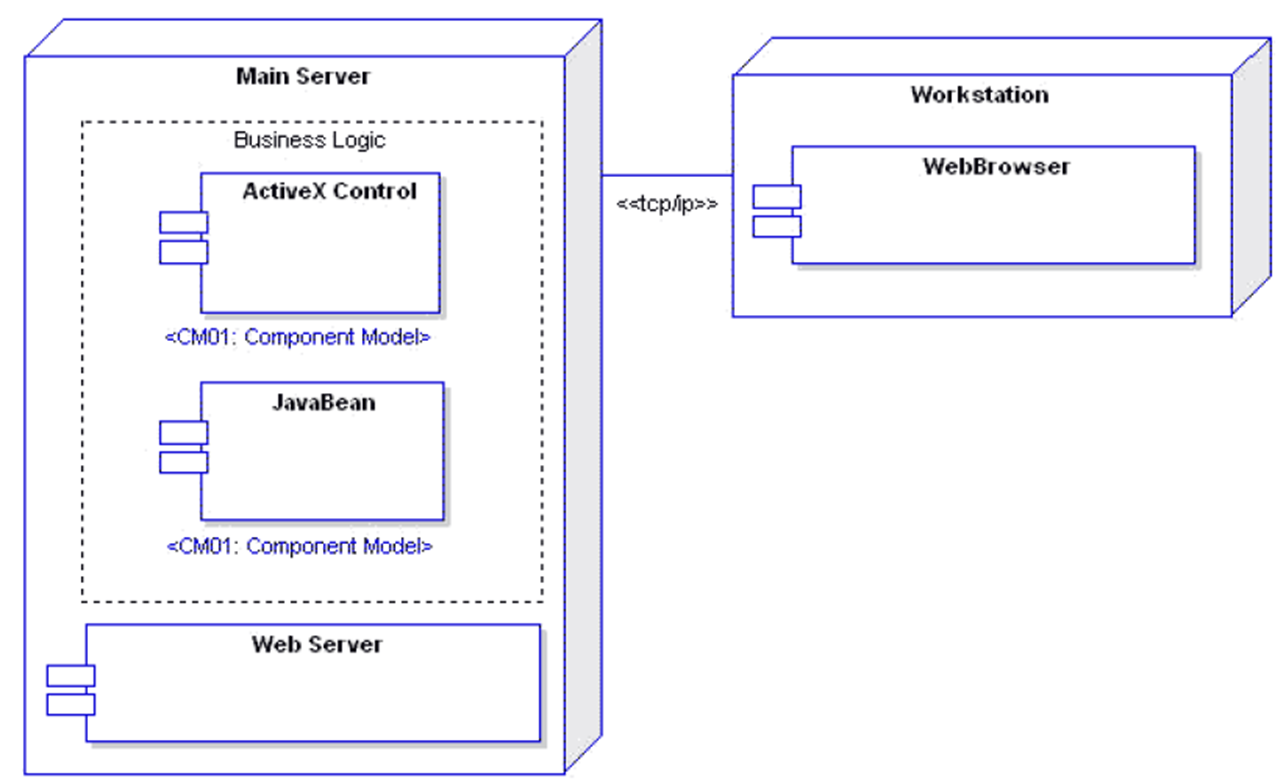 Main Server
Business Logic
ActiveX Control
<CM01: Component Model>
JavaBean
<CM01: Component Model>
Web Server
<<tcp/ip>>
Workstation
WebBrowser